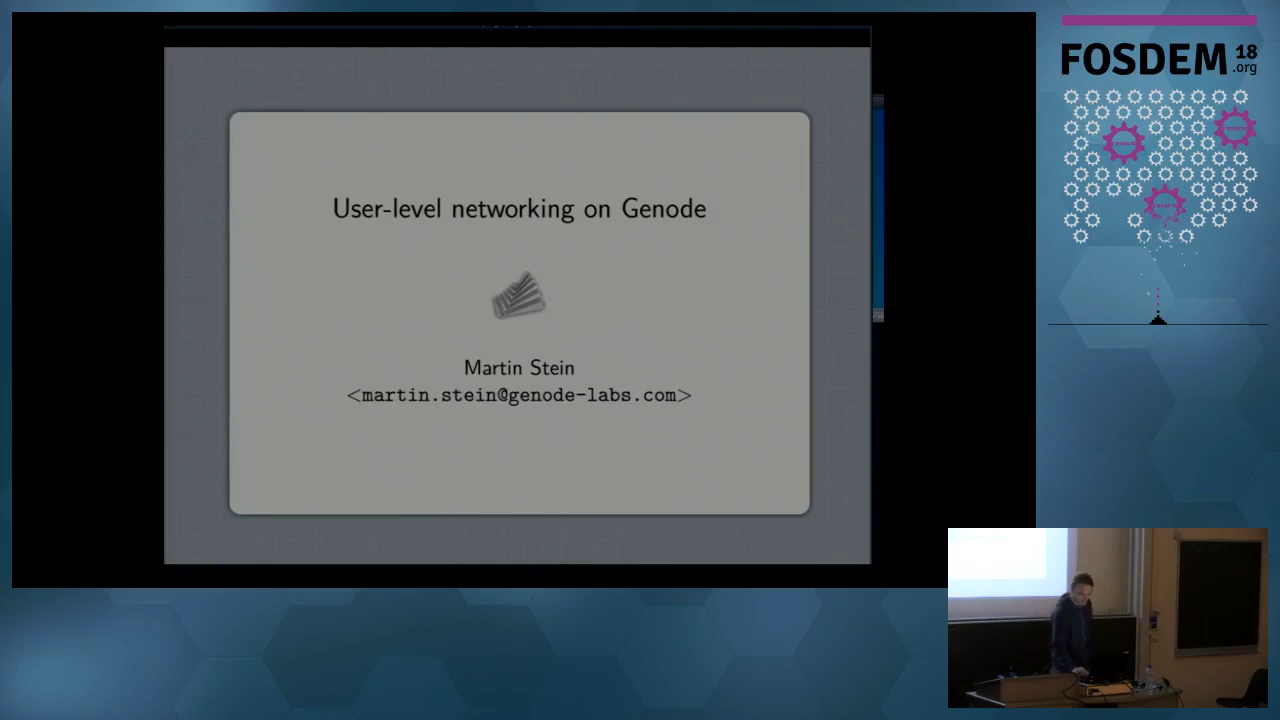 User-level networking on Genode
Martin Stein
<martin.stein@genode-labs.com>
FOSDEM 18
.org